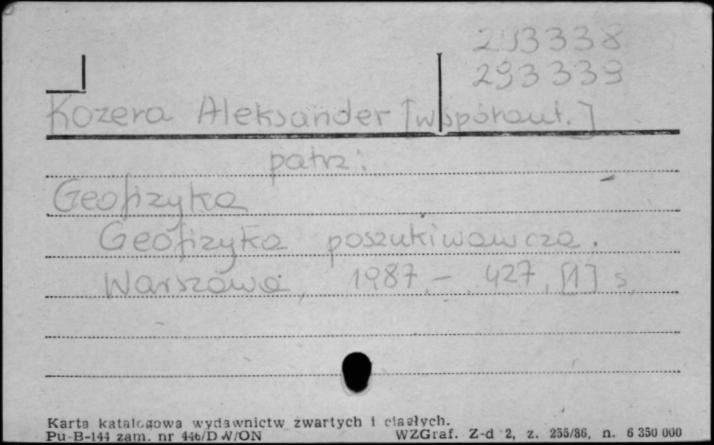 293338
293339
Kozera Aleksander [współaut.]
patrz:
Geofizyka
Geofizyka poszukiwawcza.
Warszawa, 1987.- 427, [1] s.
Karta katalogowa wydawnictw zwartych i ciągłych.
Pu-B-144 zam. nr 446/DW/ON WZGraf. Z-d 2, z. 255/86, n. 6 350 000